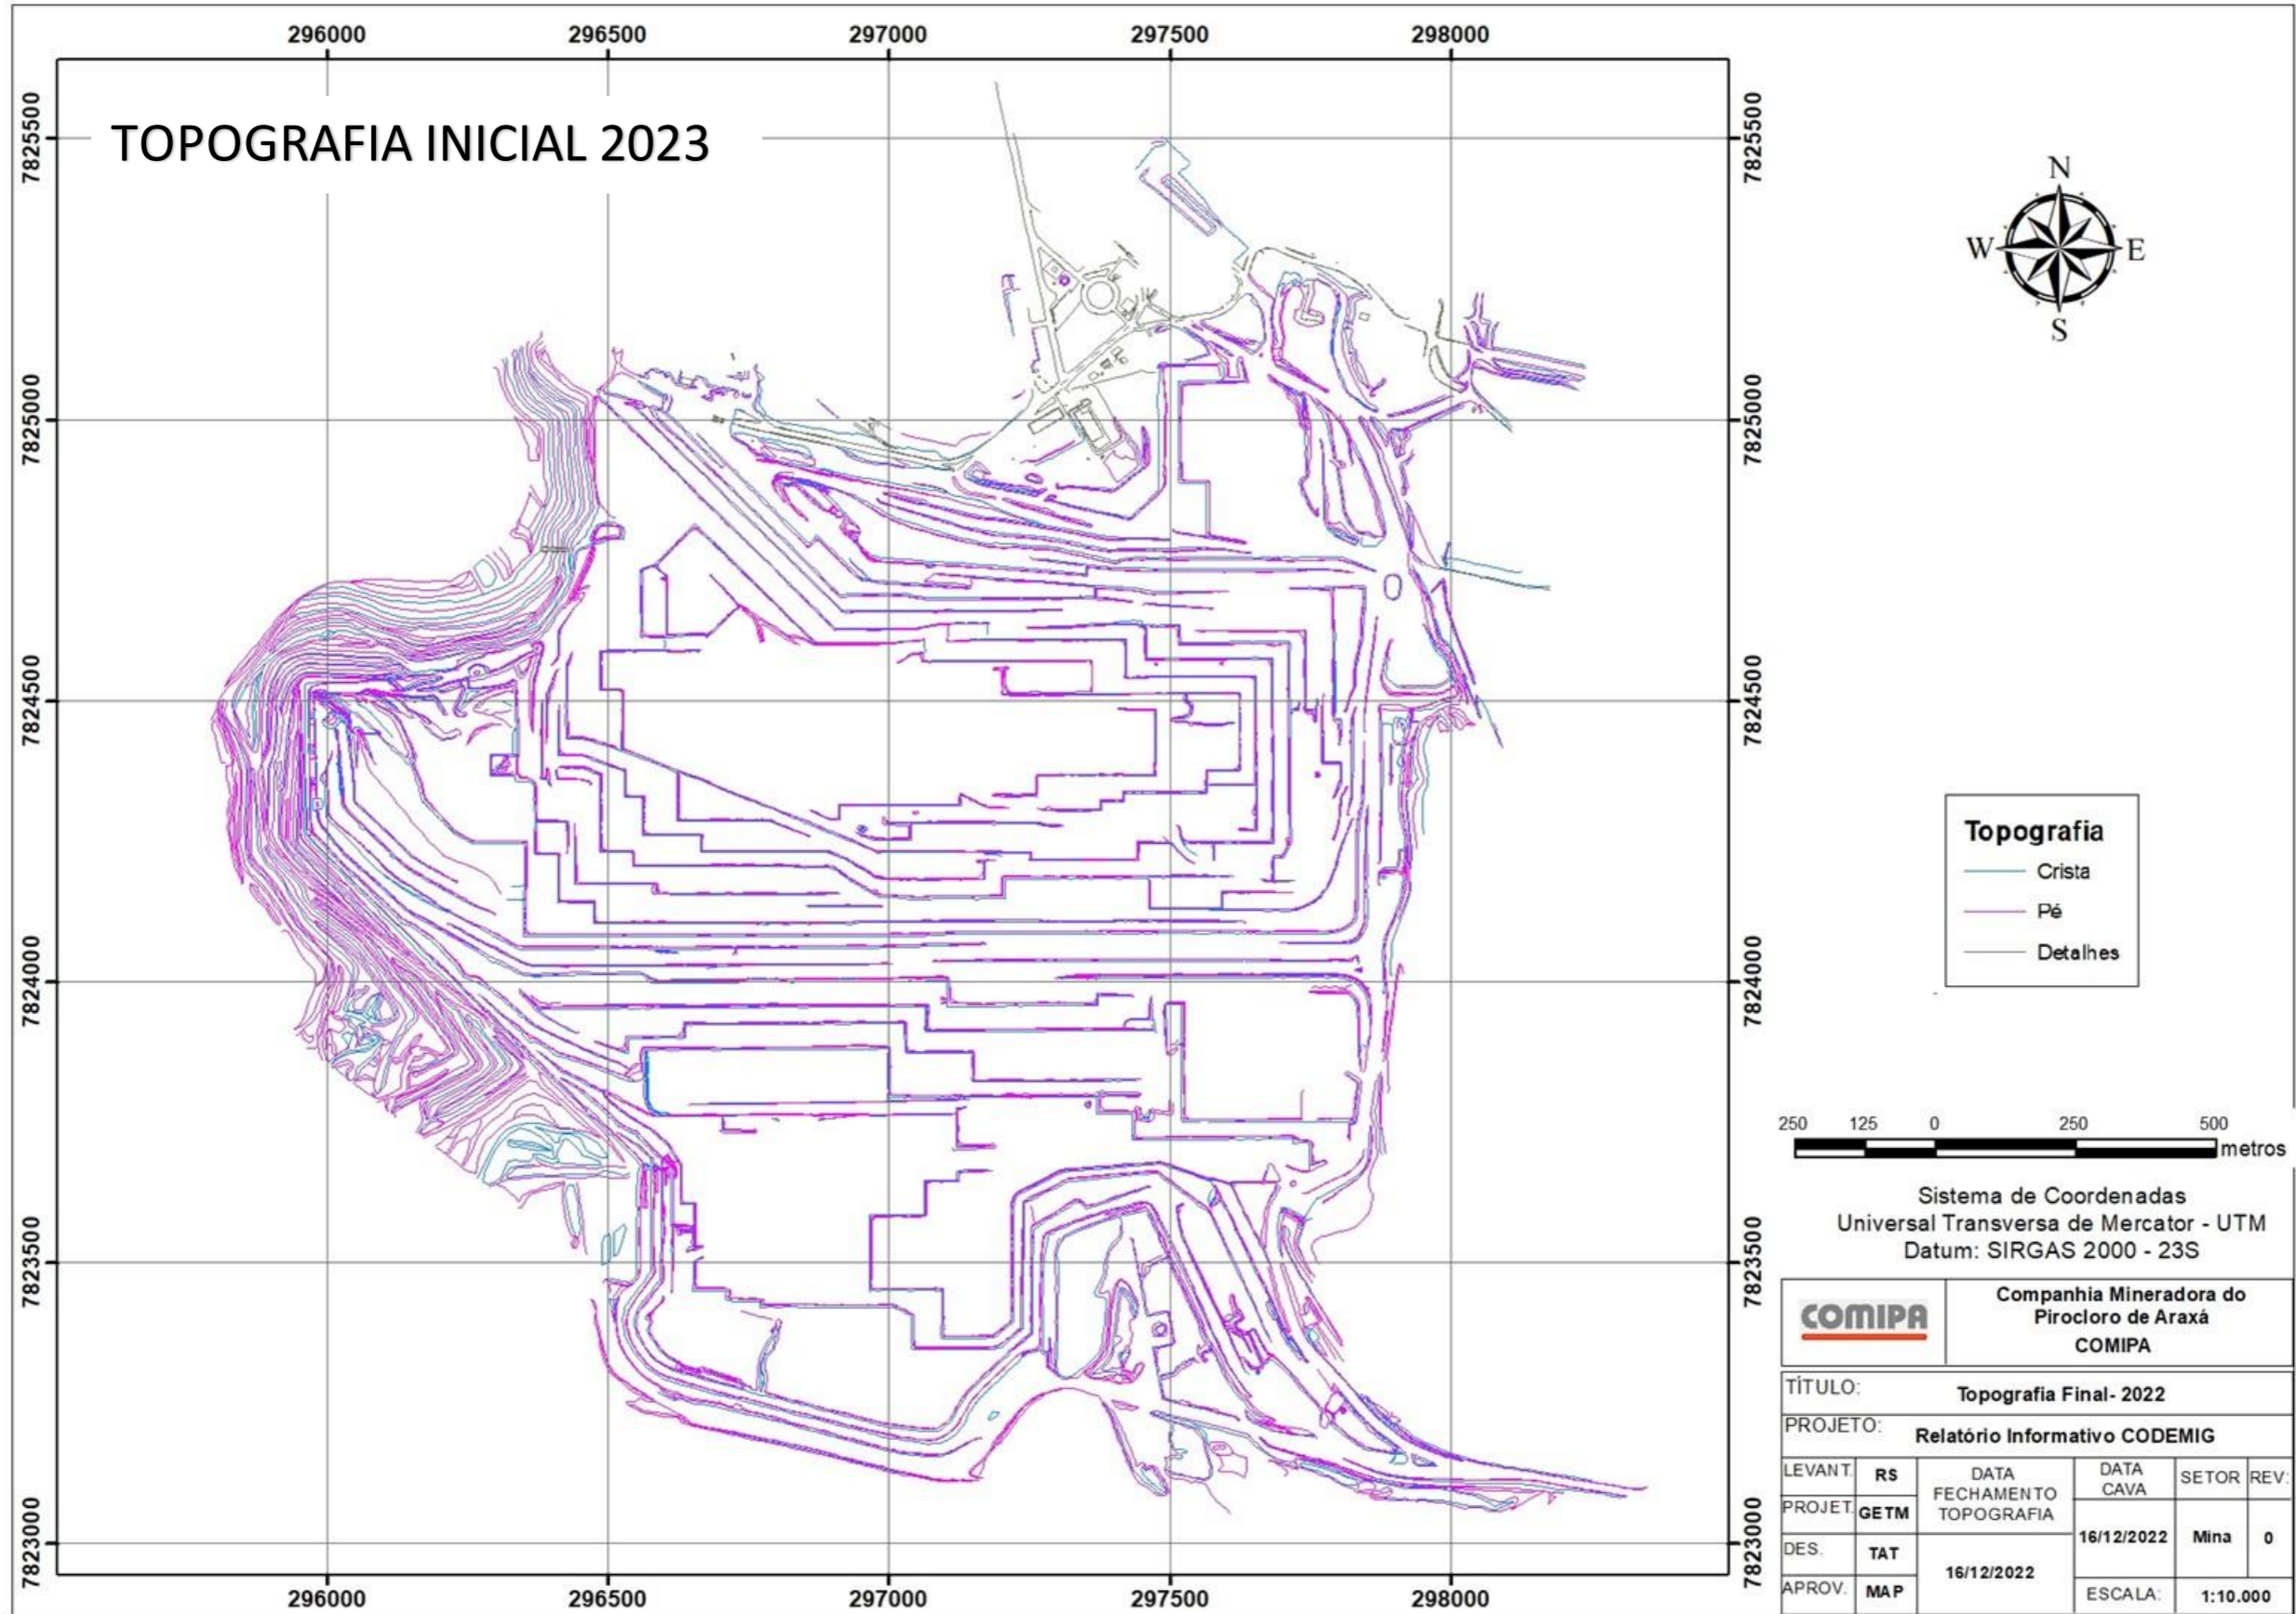 296000 296500 297000 297500 298000
TOPOGRAFIA INICIAL 2023
7825500
7825000
7824500
7824000
7823500
7823000
7825500
7825000
7824500
7824000
7823500
7823000
296000 296500 297000 297500 298000
N
W E
S
Topografia
Crista
Pé
Detalhes
250 125 0 250 500
metros
Sistema de Coordenadas
Universal Transversa de Mercator - UTM
Datum: SIRGAS 2000 - 23S
COMIPA
Companhia Mineradora do
Pirocloro de Araxá
COMIPA
TÍTULO: Topografia Final- 2022
PROJETO: Relatório Informativo CODEMIG
LEVANT. RS
PROJET. GETM
DES. TAT
APROV. MAP
DATA
FECHAMENTO
TOPOGRAFIA
16/12/2022
DATA
CAVA
16/12/2022
SETOR
Mina
REV:
0
ESCALA: 1:10.000